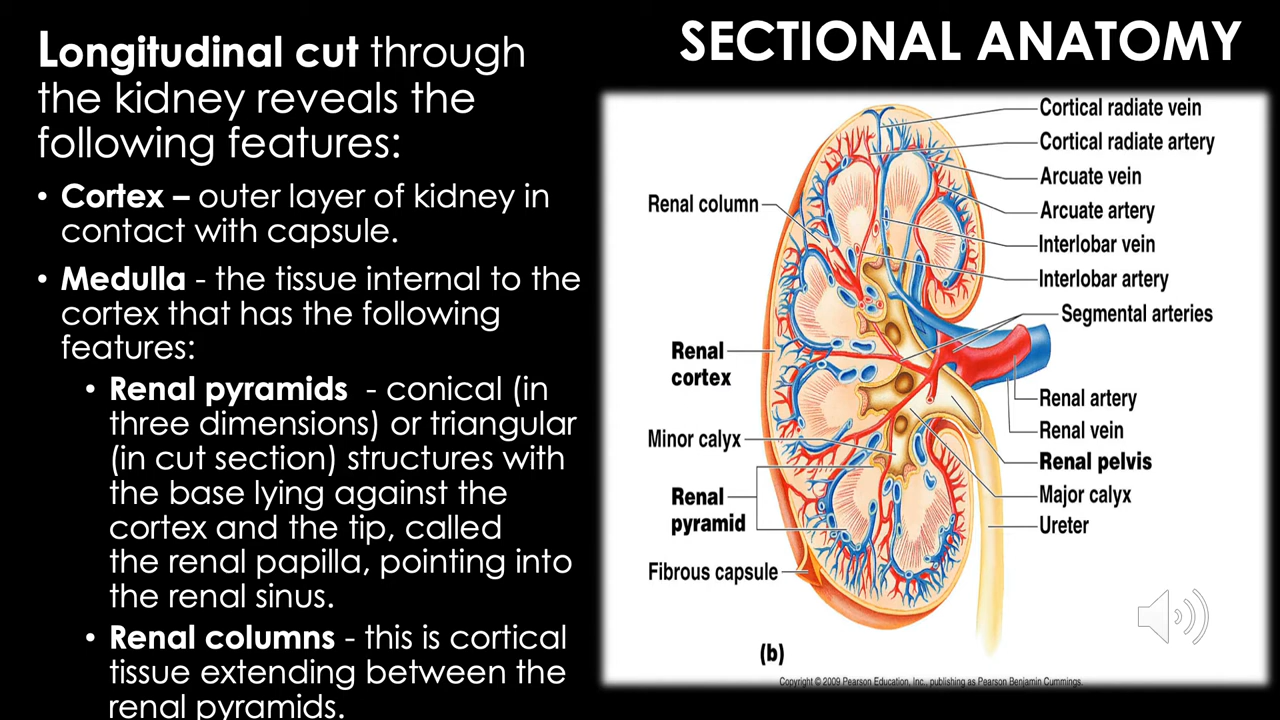 Longitudinal cut through
the kidney reveals the
following features:
• Cortex – outer layer of kidney in
contact with capsule.
• Medulla - the tissue internal to the
cortex that has the following
features:
• Renal pyramids - conical (in
three dimensions) or triangular
(in cut section) structures with
the base lying against the
cortex and the tip, called
the renal papilla, pointing into
the renal sinus.
• Renal columns - this is cortical
tissue extending between the
renal pyramids.
SECTIONAL ANATOMY
Renal column
Renal
cortex
Minor calyx
Renal
pyramid
Fibrous capsule
Cortical radiate vein
Cortical radiate artery
Arcuate vein
Arcuate artery
Interlobar vein
Interlobar artery
Segmental arteries
Renal artery
Renal vein
Renal pelvis
Major calyx
Ureter
(b)
Copyright © 2009 Pearson Education, Inc., publishing as Pearson Benjamin Cummings.